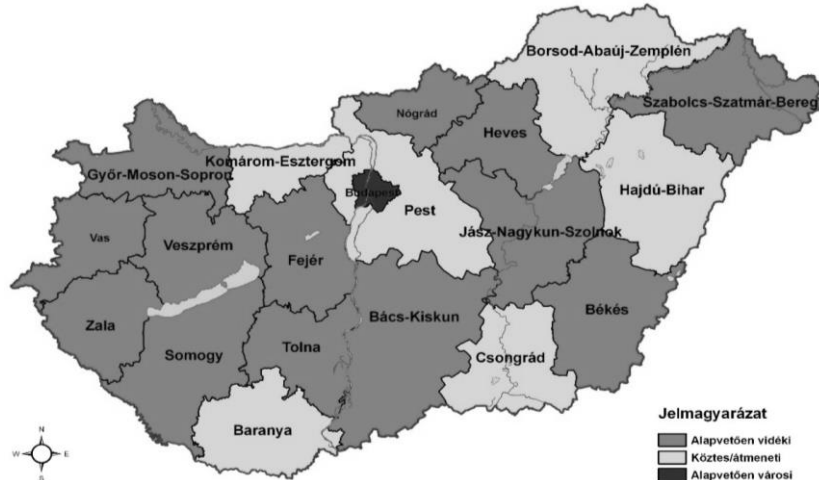 Borsod-Abaúj-Zemplén
Szabolcs-Szatmár-Bereg
Nógrád
Heves
Komárom-Esztergom
Győr-Moson-Sopron
Budapest
Hajdú-Bihar
Pest
Jász-Nagykun-Szolnok
Vas
Veszprém
Fejér
Bács-Kiskun
Békés
Zala
Somogy
Tolna
Csongrád
Baranya
Jelmagyarázat
Alapvetően vidéki
Köztes/átmeneti
Alapvetően városi
N
W E
S